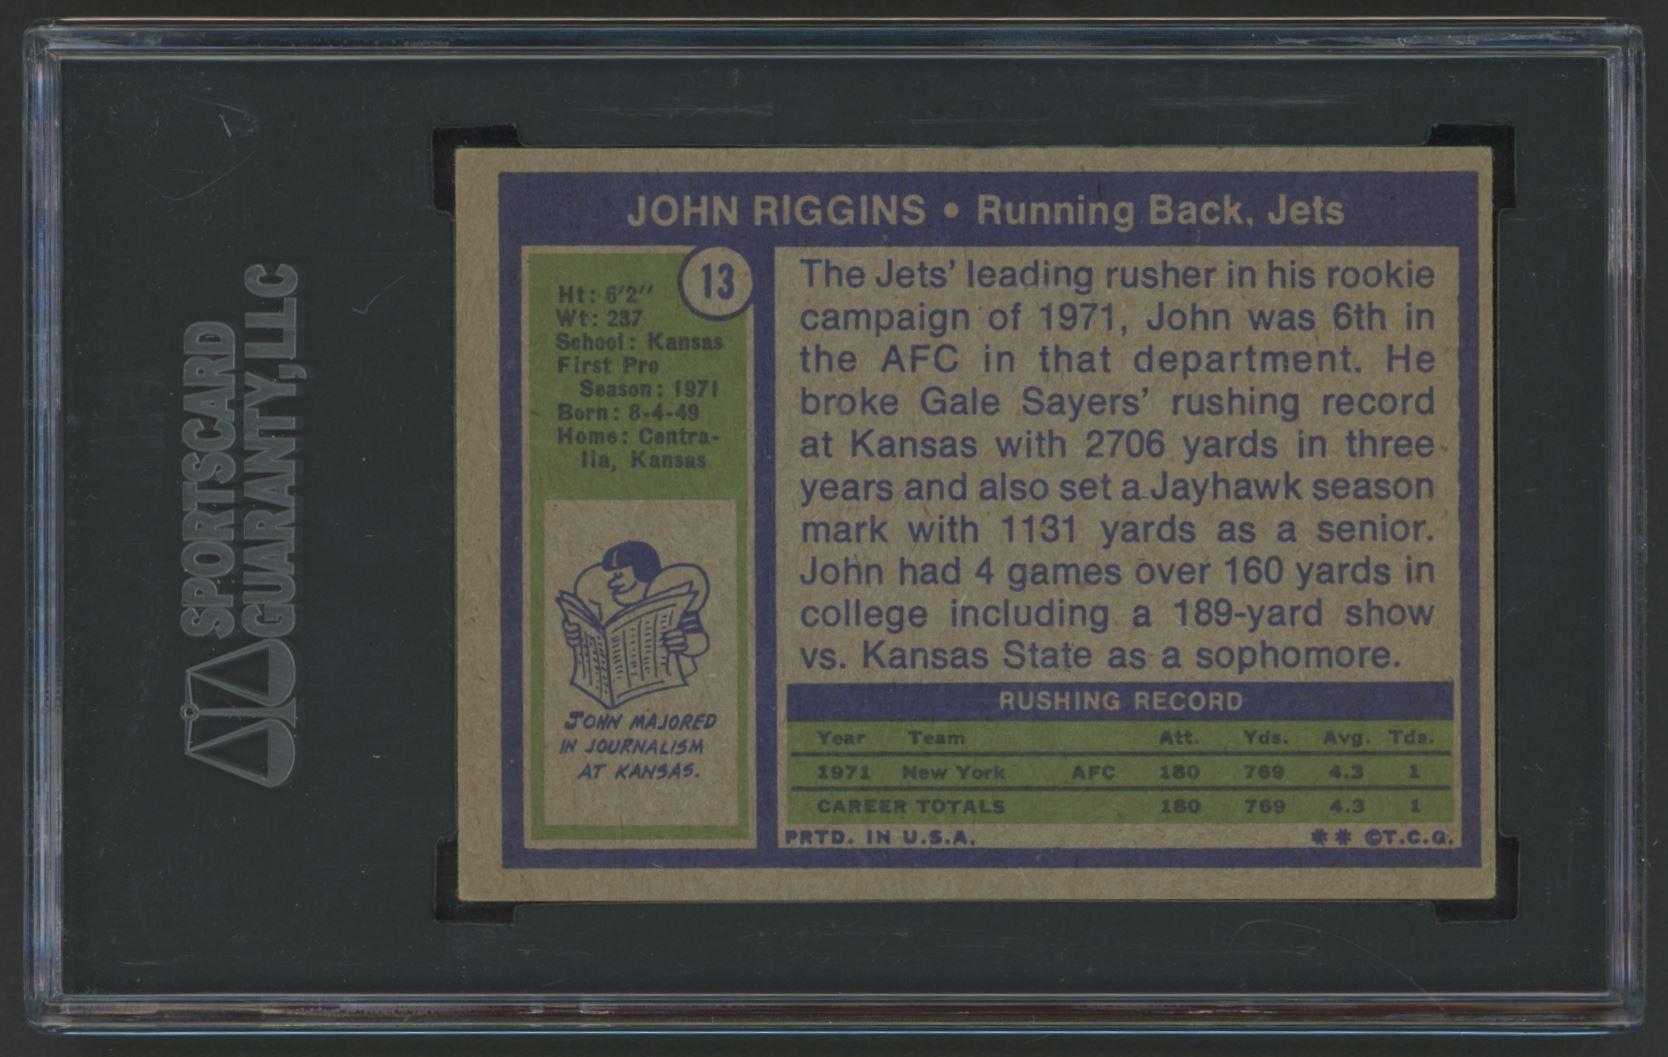 SPORTSCARD
GUARANTY,LLC
JOHN RIGGINS • Running Back, Jets
13
Ht: 6'2''
Wt: 237
School: Kansas
First Pro
Season: 1971
Born: 8-4-49
Home: Centra-
lia, Kansas
JOHN MAJORED
IN JOURNALISM
AT KANSAS.
The Jets' leading rusher in his rookie
campaign of 1971, John was 6th in
the AFC in that department. He
broke Gale Sayers' rushing record
at Kansas with 2706 yards in three
years and also set a Jayhawk season
mark with 1131 yards as a senior.
John had 4 games over 160 yards in
college including a 189-yard show
vs. Kansas State as a sophomore.
RUSHING RECORD
Year Team Att. Yds. Avg. Tds.
1971 New York AFC 180 769 4.3 1
CAREER TOTALS 180 769 4.3 1
PRTD. IN U.S.A. ** ©T.C.G.